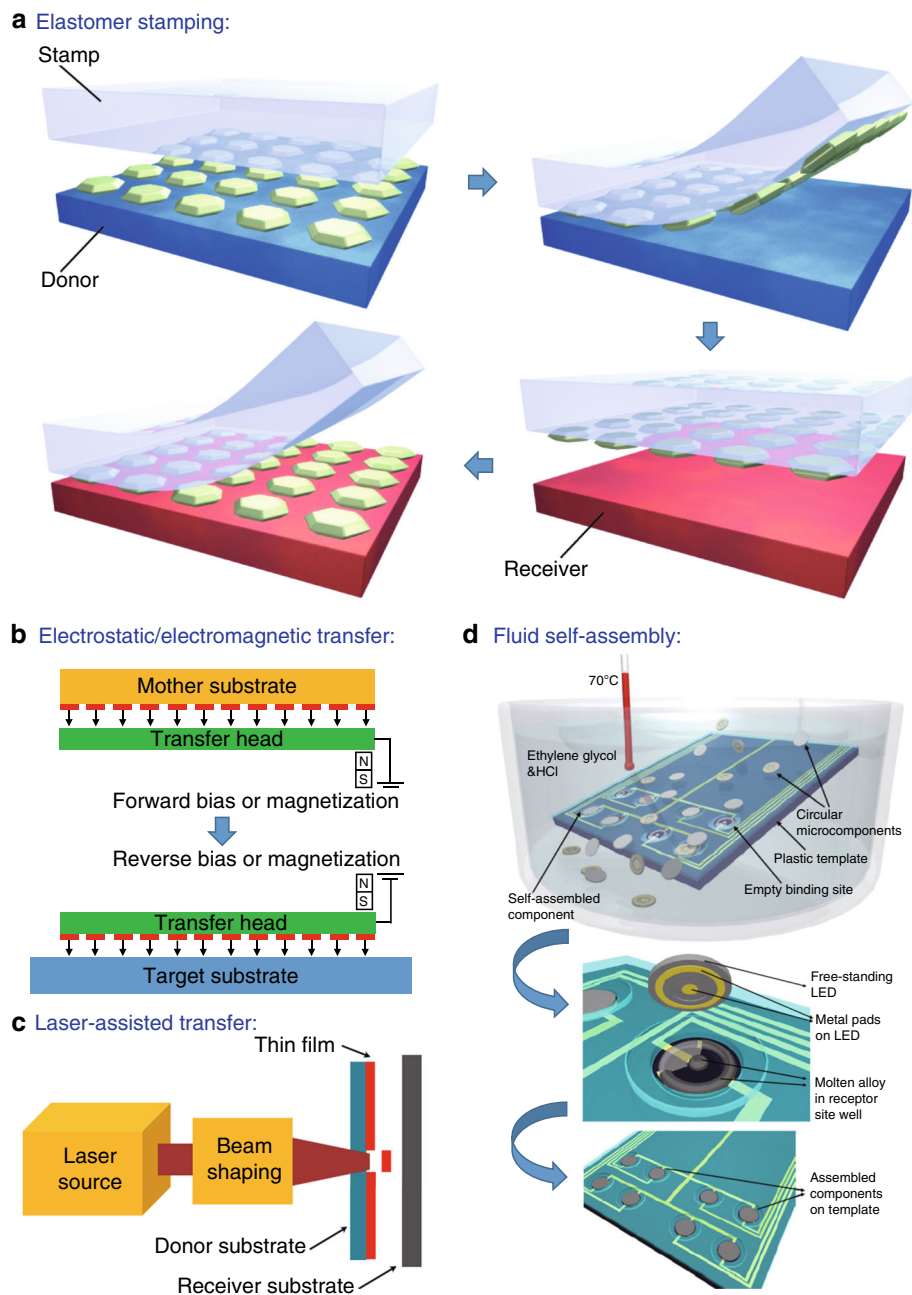 a Elastomer stamping:
Stamp
Donor
Receiver
b Electrostatic/electromagnetic transfer:
Mother substrate
Transfer head
N
S
Forward bias or magnetization
Reverse bias or magnetization
N
S
Transfer head
Target substrate
c Laser-assisted transfer:
Thin film
Laser
source
Beam
shaping
Donor substrate
Receiver substrate
d Fluid self-assembly:
70°C
Ethylene glycol
&HCl
Circular
microcomponents
Plastic template
Empty binding site
Self-assembled
component
Free-standing
LED
Metal pads
on LED
Molten alloy
in receptor
site well
Assembled
components
on template